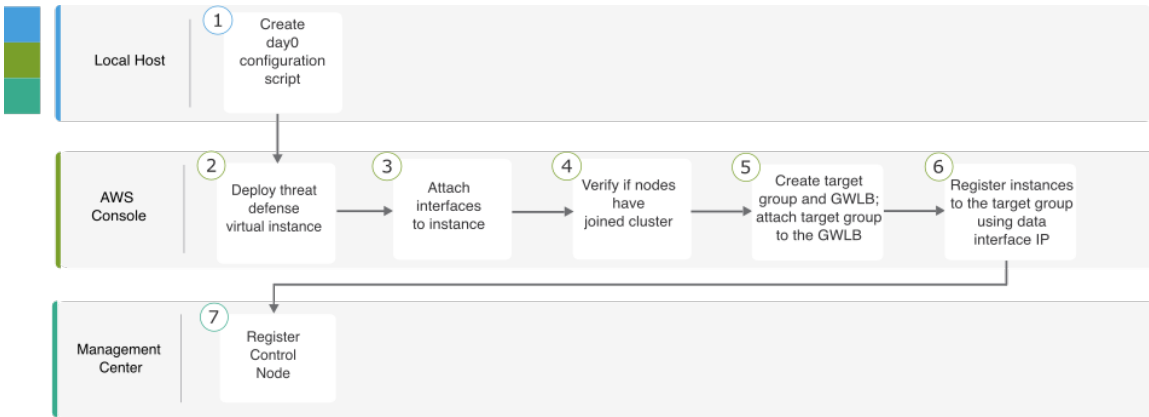 Local Host
1
Create
day0
configuration
script
AWS
Console
2
Deploy threat
defense
virtual instance
3
Attach
interfaces
to instance
4
Verify if nodes
have
joined cluster
5
Create target
group and GWLB;
attach target group
to the GWLB
6
Register instances
to the target group
using data
interface IP
Management
Center
7
Register
Control
Node